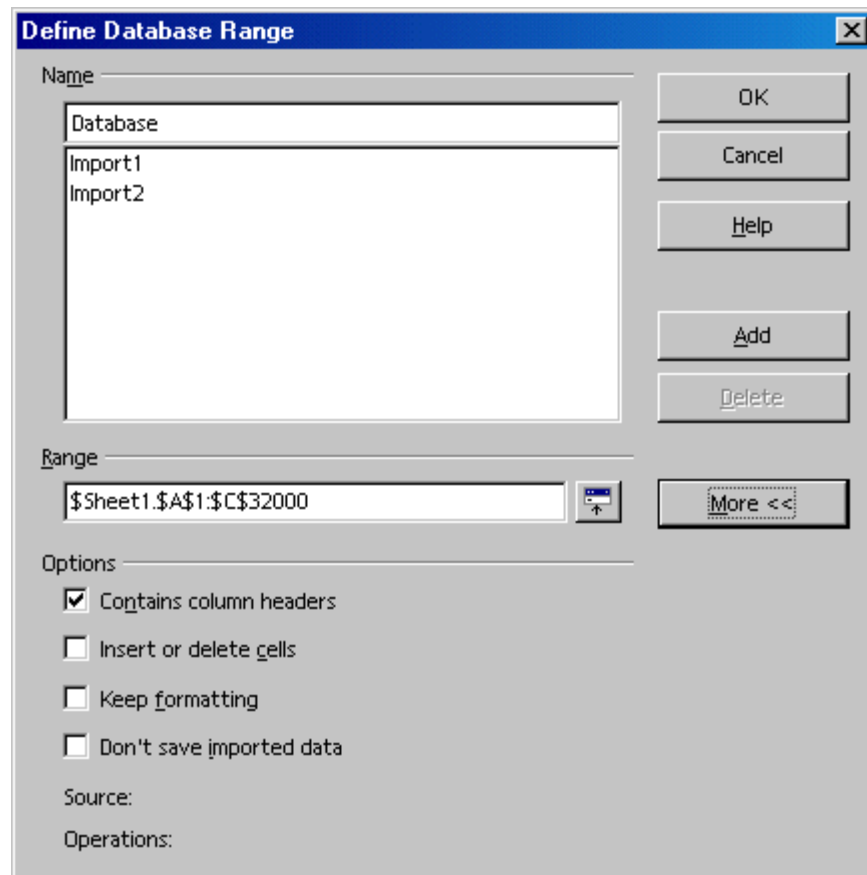 Define Database Range
Name
Database
Import1
Import2
OK
Cancel
Help
Add
Delete
Range
$Sheet1.$A$1:$C$32000
More <<
Options
Contains column headers
Insert or delete cells
Keep formatting
Don't save imported data
Source:
Operations: